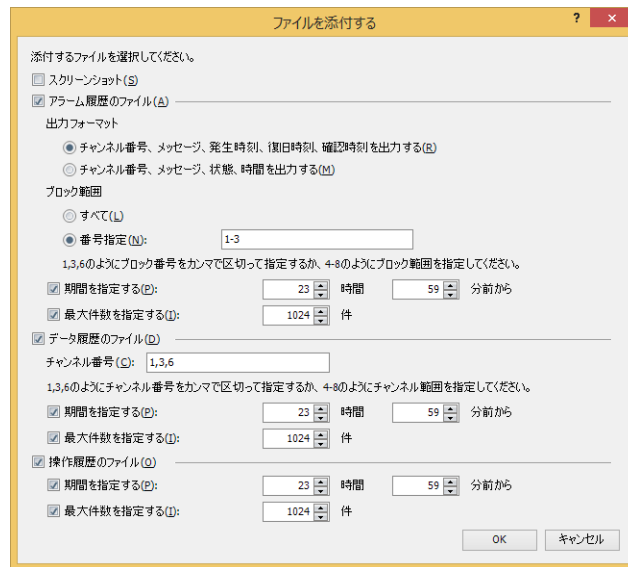 ファイルを添付する ? ×
添付するファイルを選択してください。
スクリーンショット(S)
アラーム履歴のファイル(A)
出力フォーマット
チャンネル番号、メッセージ、発生時刻、復旧時刻、確認時刻を出力する(R)
チャンネル番号、メッセージ、状態、時間を出力する(M)
ブロック範囲
すべて(L)
番号指定(N): 1-3
1,3,6のようにブロック番号をカンマで区切って指定するか、4-8のようにブロック範囲を指定してください。
期間を指定する(P): 23 時間 59 分前から
最大件数を指定する(I): 1024 件
データ履歴のファイル(D)
チャンネル番号(C): 1,3,6
1,3,6のようにチャンネル番号をカンマで区切って指定するか、4-8のようにチャンネル範囲を指定してください。
期間を指定する(P): 23 時間 59 分前から
最大件数を指定する(I): 1024 件
操作履歴のファイル(O)
期間を指定する(P): 23 時間 59 分前から
最大件数を指定する(I): 1024 件
OK キャンセル